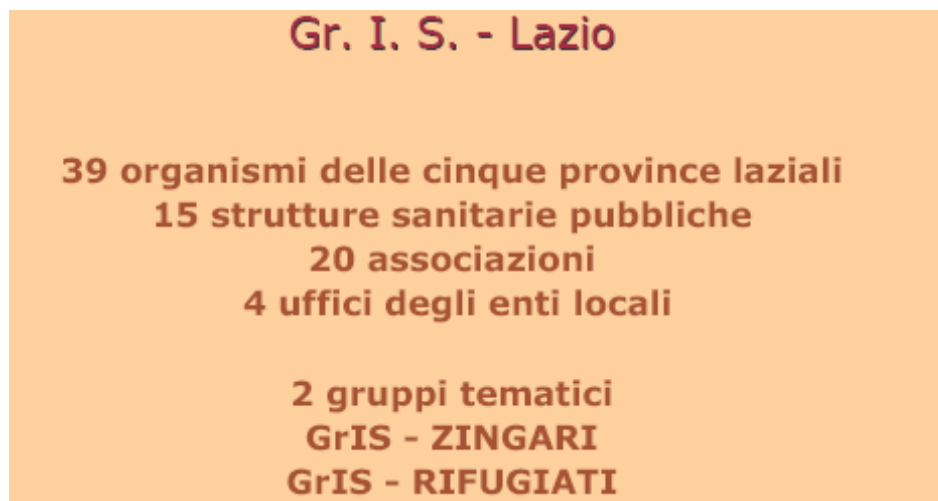 Gr. I. S. - Lazio
39 organismi delle cinque province laziali
15 strutture sanitarie pubbliche
20 associazioni
4 uffici degli enti locali
2 gruppi tematici
GrIS - ZINGARI
GrIS - RIFUGIATI